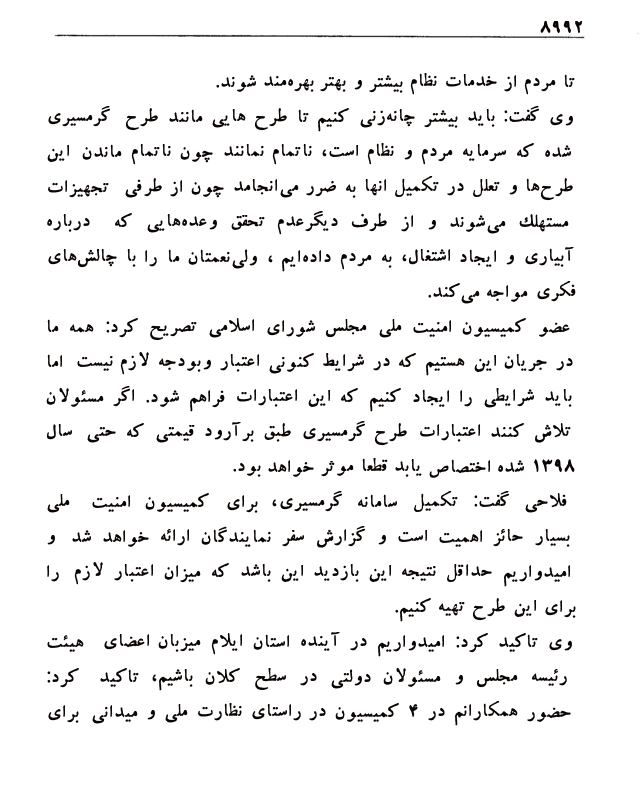 ۸۹۹۲
تا مردم از خدمات نظام بیشتر و بهتر بهره‌مند شوند.
وی گفت: باید بیشتر چانه‌زنی کنیم تا طرح هایی مانند طرح گرمسیری
شده که سرمایه مردم و نظام است، ناتمام نمانند چون ناتمام ماندن این
طرح‌ها و تعلل در تکمیل انها به ضرر می‌انجامد چون از طرفی تجهیزات
مستهلك می‌شوند و از طرف دیگرعدم تحقق وعده‌هایی که درباره
آبیاری و ایجاد اشتغال، به مردم داده‌ایم ، ولی‌نعمتان ما را با چالش‌های
فکری مواجه می‌کند.
عضو کمیسیون امنیت ملی مجلس شورای اسلامی تصریح کرد: همه ما
در جریان این هستیم که در شرایط کنونی اعتبار وبودجه لازم نیست اما
باید شرایطی را ایجاد کنیم که این اعتبارات فراهم شود. اگر مسئولان
تلاش کنند اعتبارات طرح گرمسیری طبق برآرود قیمتی که حتی سال
۱۳۹۸ شده اختصاص یابد قطعا موثر خواهد بود.
فلاحی گفت: تکمیل سامانه گرمسیری، برای کمیسیون امنیت ملی
بسیار حائز اهمیت است و گزارش سفر نمایندگان ارائه خواهد شد و
امیدواریم حداقل نتیجه این بازدید این باشد که میزان اعتبار لازم را
برای این طرح تهیه کنیم.
وی تاکید کرد: امیدواریم در آینده استان ایلام میزبان اعضای هیئت
رئیسه مجلس و مسئولان دولتی در سطح کلان باشیم، تاکید کرد:
حضور همکارانم در ۴ کمیسیون در راستای نظارت ملی و میدانی برای